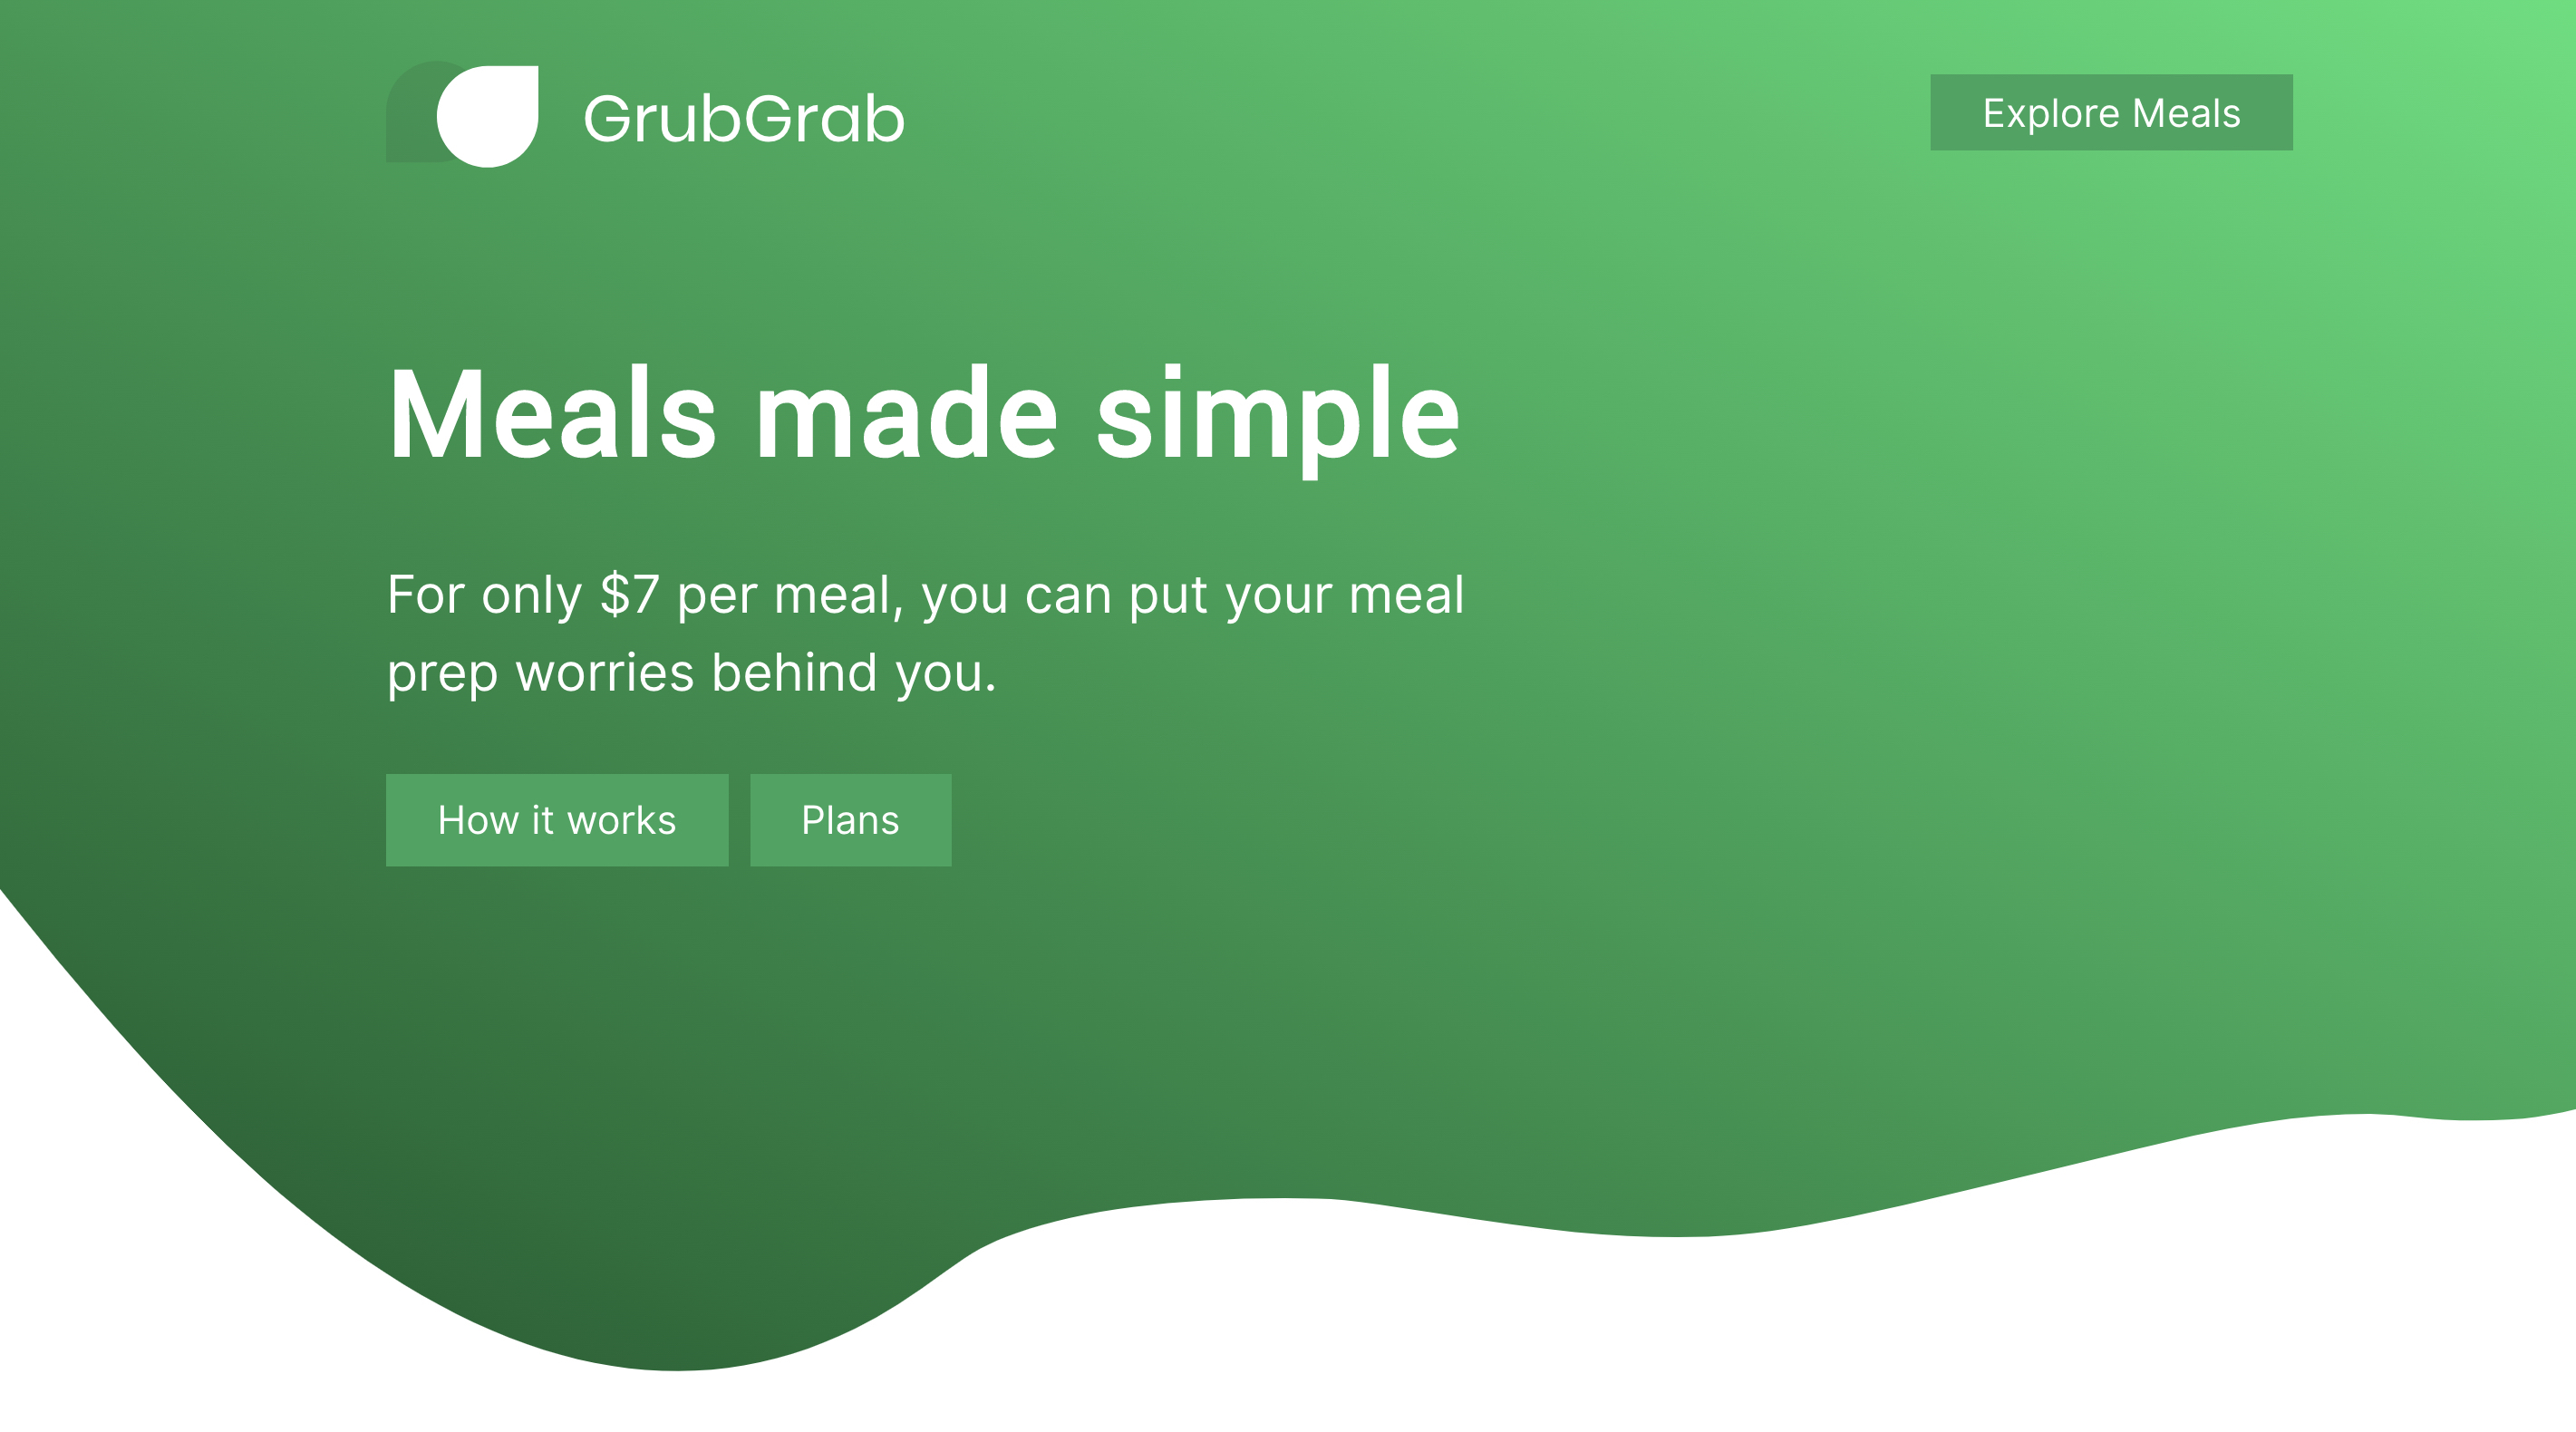 GrubGrab
Explore Meals
Meals made simple
For only $7 per meal, you can put your meal
prep worries behind you.
How it works
Plans